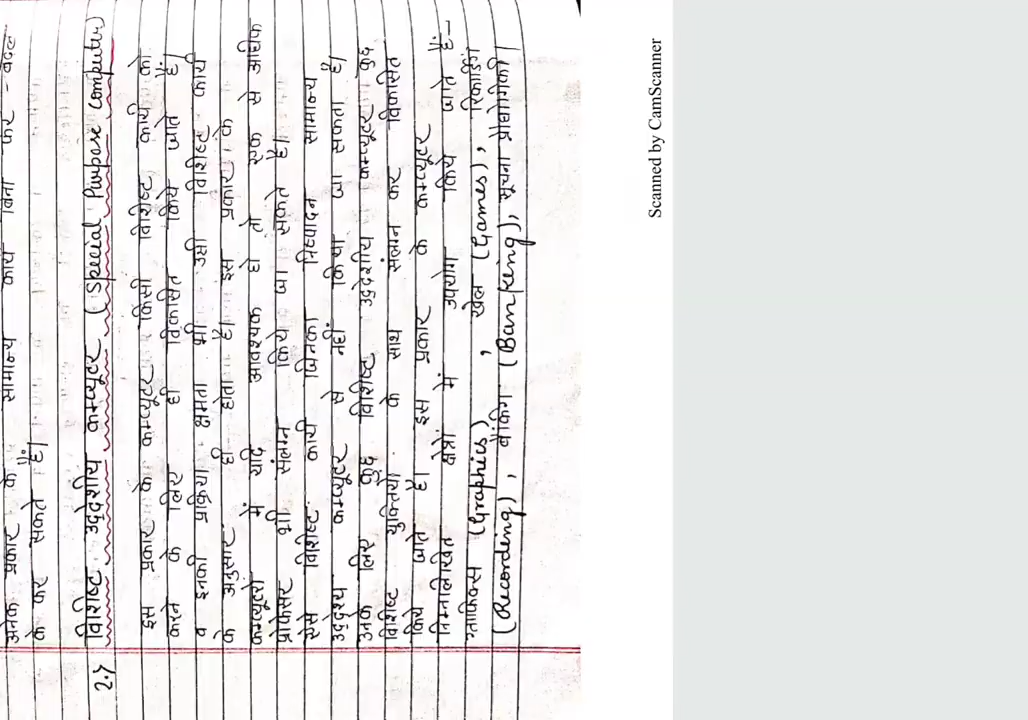 अनेक प्रकार के सामान्य कार्य बिना फेर - बदल
के कर सकते हैं।
2.> विशिष्ट उद्देशीय कम्प्यूटर (Special Purpose computer)
इस प्रकार के कम्प्यूटर किसी विशिष्ट कार्य को
करने के लिए ही विकसित किये जाते हैं।
व इनकी प्रक्रिया क्षमता भी उसी विशिष्ट कार्य
के अनुसार ही होता है। इस प्रकार के
कम्प्यूटरो में यदि आवश्यक हो तो एक से अधिक
प्रोफेसर भी संलग्न किये जा सकते हैं।
ऐसे विशिष्ट कार्य जिनका निष्पादन सामान्य
उद्देश्य कम्प्यूटर से नहीं किया जा सकता है।
उनके लिए कुछ विशिष्ट उद्देशीय कम्प्यूटर कुछ
विशिष्ट युक्तियो के साथ संलग्न कर विकसित
किये जाते हैं। इस प्रकार के कम्प्यूटर
निम्नलिखित क्षेत्रों में उपयोग किये जाते हैं:-
ग्राफिक्स (Graphics), खेल (Games), रिकार्डिंग
(Recording), बैंकिंग (Banking), सूचना प्रौद्योगिकी।
Scanned by CamScanner